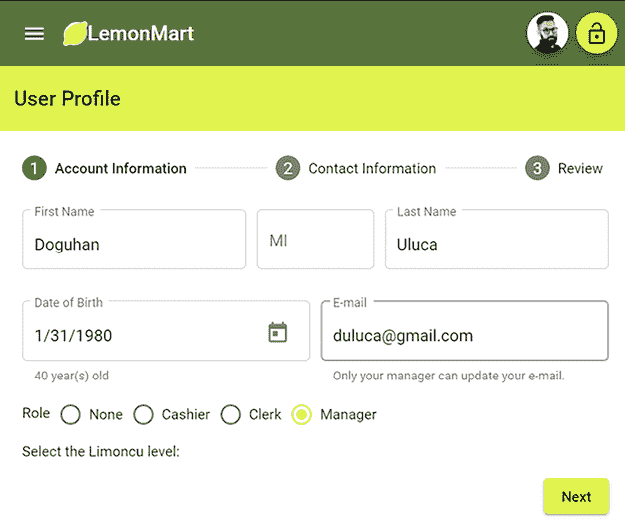 LemonMart
User Profile
1 Account Information 2 Contact Information 3 Review
First Name Last Name
Doguhan MI Uluca
Date of Birth E-mail
1/31/1980 duluca@gmail.com
40 year(s) old Only your manager can update your e-mail.
Role None Cashier Clerk Manager
Select the Limoncu level:
Next